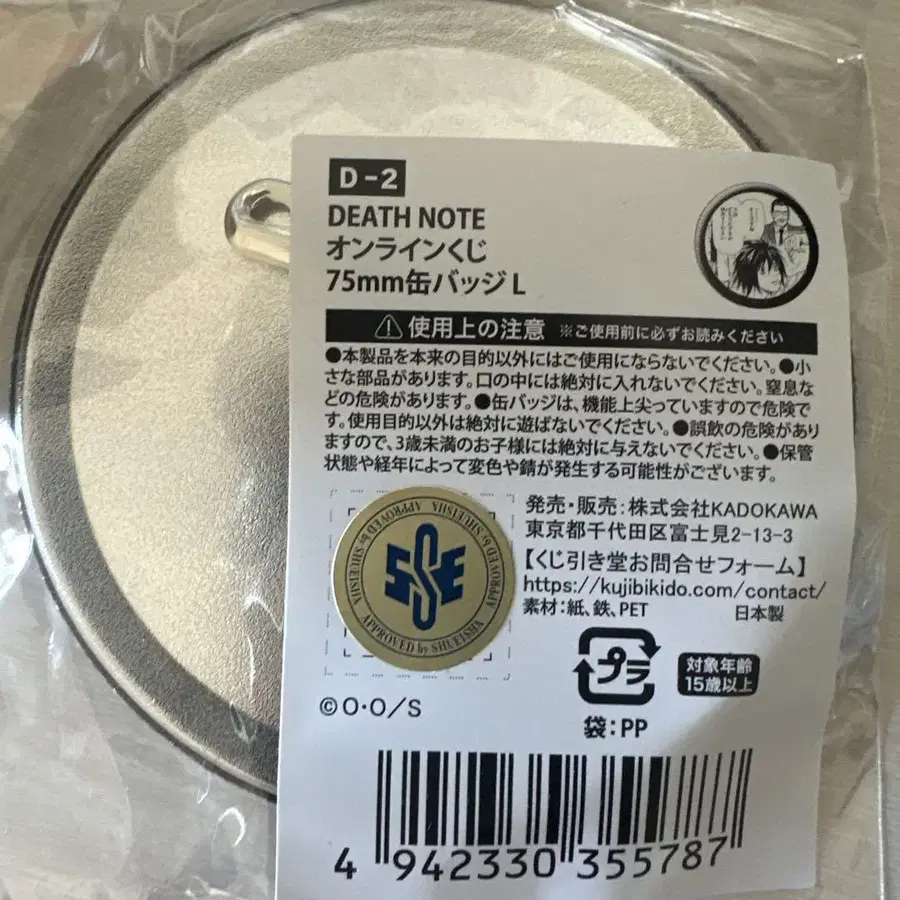 D-2
DEATH NOTE
オンラインくじ
75mm缶バッジ L
使用上の注意 ※ご使用前に必ずお読みください
●本製品を本来の目的以外にはご使用にならないでください。●小
さな部品があります。口の中には絶対に入れないでください。窒息な
どの危険があります。●缶バッジは、機能上尖っていますので危険で
す。使用目的以外は絶対に遊ばないでください。●誤飲の危険があり
ますので、3歳未満のお子様には絶対に与えないでください。●保管
状態や経年によって変色や錆が発生する可能性がございます。
発売・販売:株式会社KADOKAWA
東京都千代田区富士見2-13-3
【くじ引き堂お問合せフォーム】
https://kujibikido.com/contact/
素材:紙、鉄、PET 日本製
APPROVED by SHUEISHA
APPROVED by SHUEISHA
APPROVED by SHUEISHA
SSE
プラ
対象年齢
15歳以上
©O・O/S
袋:PP
4 942330 355787